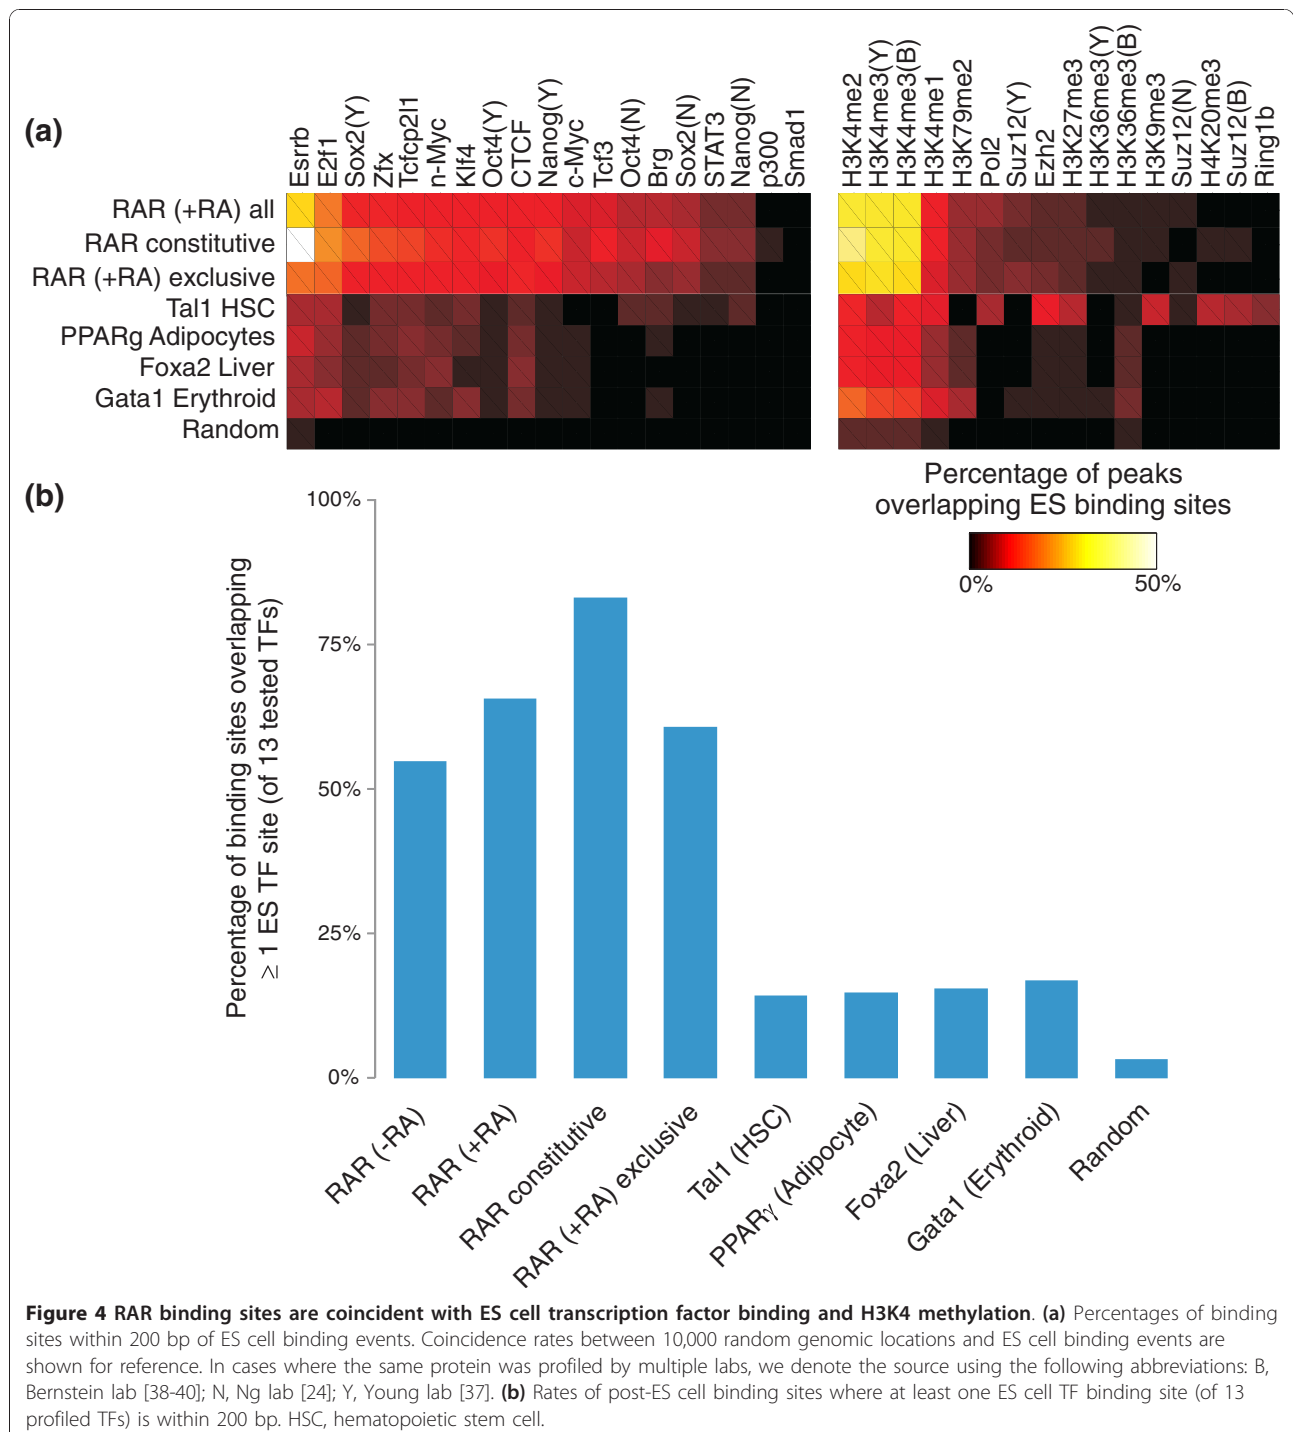 (a)
Esrrb
E2f1
Sox2(Y)
Zfx
Tcfcp2l1
n-Myc
Klf4
Oct4(Y)
CTCF
Nanog(Y)
c-Myc
Tcf3
Oct4(N)
Brg
Sox2(N)
STAT3
Nanog(N)
p300
Smad1
H3K4me2
H3K4me3(Y)
H3K4me3(B)
H3K4me1
H3K79me2
Pol2
Suz12(Y)
Ezh2
H3K27me3
H3K36me3(Y)
H3K36me3(B)
H3K9me3
Suz12(N)
H4K20me3
Suz12(B)
Ring1b
RAR (+RA) all
RAR constitutive
RAR (+RA) exclusive
Tal1 HSC
PPARg Adipocytes
Foxa2 Liver
Gata1 Erythroid
Random
Percentage of peaks
overlapping ES binding sites
0%
50%
(b)
Percentage of binding sites overlapping
≥ 1 ES TF site (of 13 tested TFs)
100%
75%
50%
25%
0%
RAR (-RA)
RAR (+RA)
RAR constitutive
RAR (+RA) exclusive
Tal1 (HSC)
PPARγ (Adipocyte)
Foxa2 (Liver)
Gata1 (Erythroid)
Random
Figure 4 RAR binding sites are coincident with ES cell transcription factor binding and H3K4 methylation. (a) Percentages of binding
sites within 200 bp of ES cell binding events. Coincidence rates between 10,000 random genomic locations and ES cell binding events are
shown for reference. In cases where the same protein was profiled by multiple labs, we denote the source using the following abbreviations: B,
Bernstein lab [38-40]; N, Ng lab [24]; Y, Young lab [37]. (b) Rates of post-ES cell binding sites where at least one ES cell TF binding site (of 13
profiled TFs) is within 200 bp. HSC, hematopoietic stem cell.